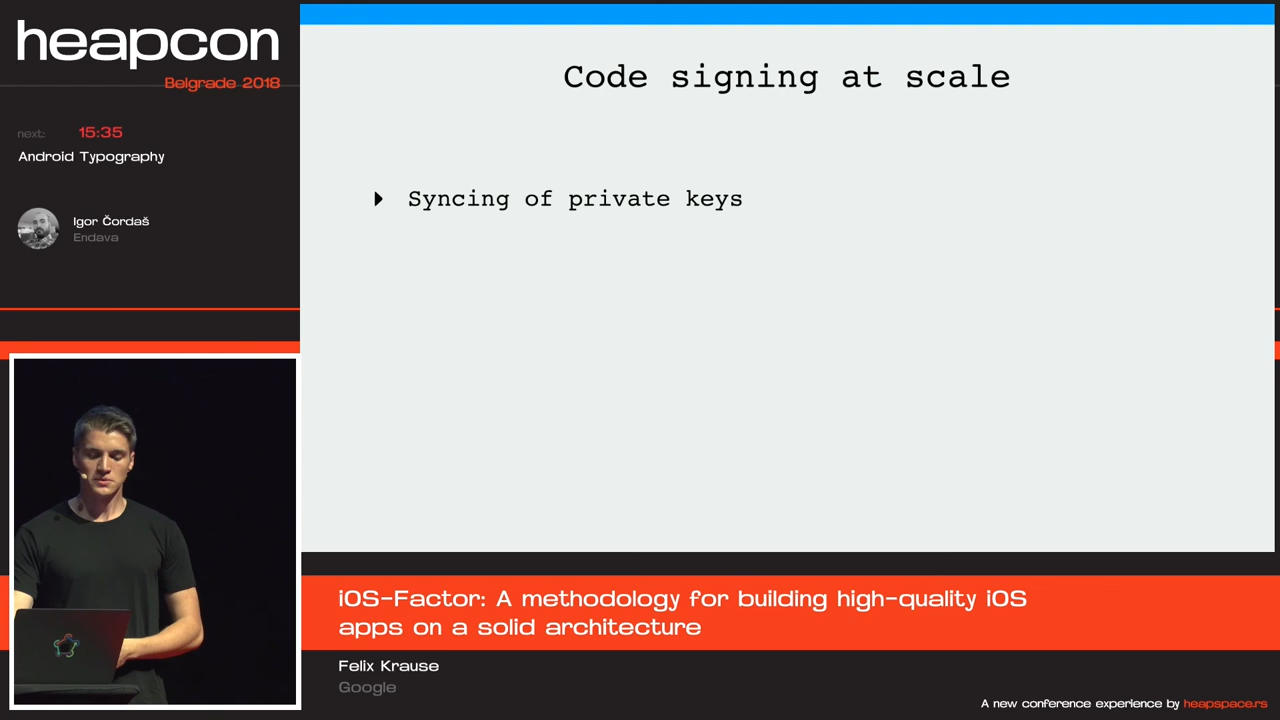 heapcon
Belgrade 2018
next: 15:35
Android Typography
Igor Čordaš
Endava
Code signing at scale
Syncing of private keys
iOS-Factor: A methodology for building high-quality iOS
apps on a solid architecture
Felix Krause
Google
A new conference experience by heapspace.rs